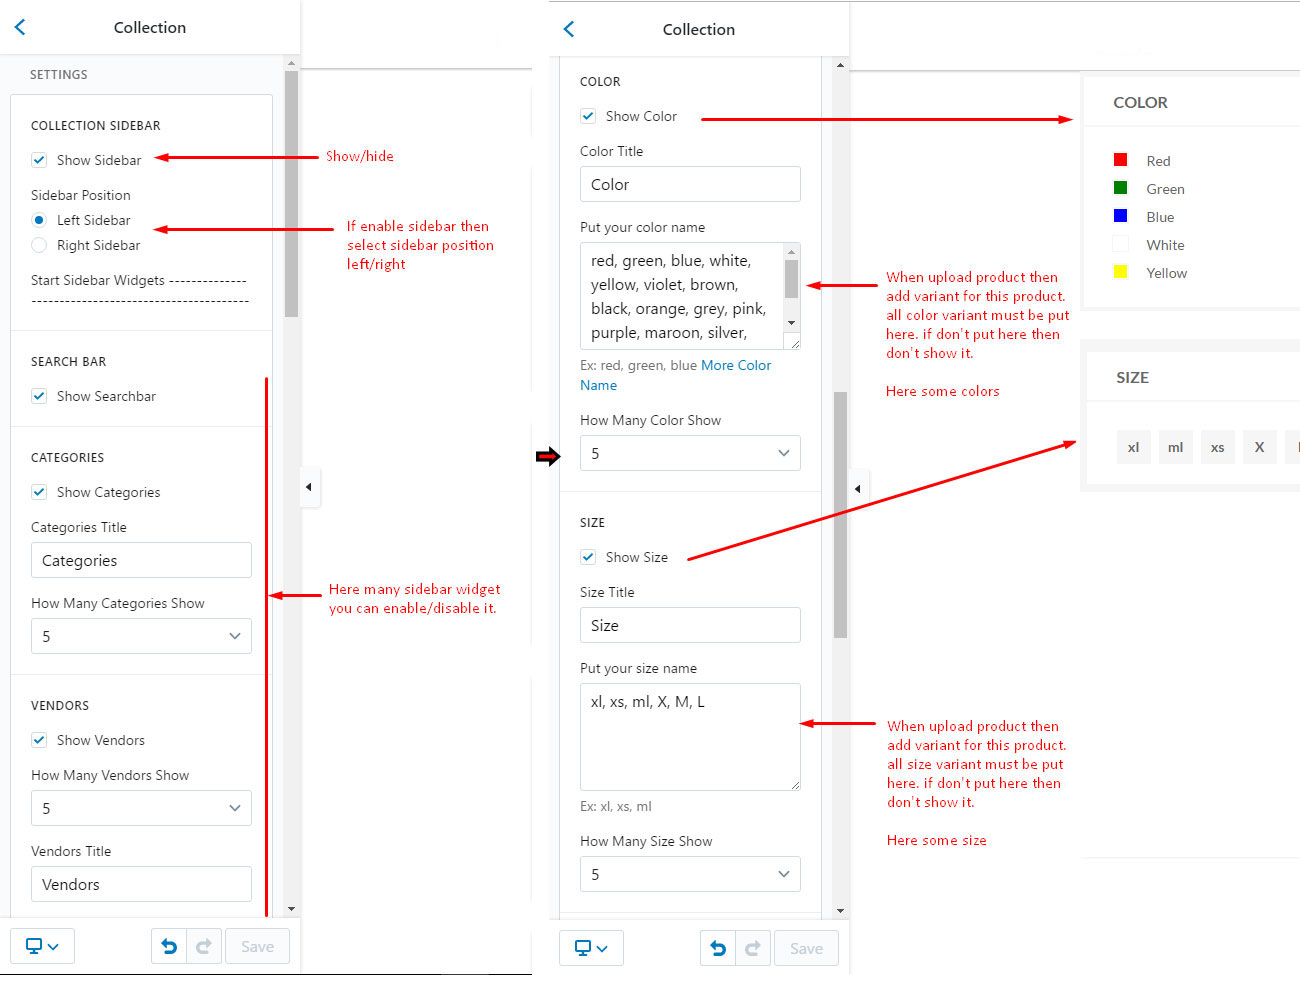 Collection
SETTINGS
COLLECTION SIDEBAR
Show Sidebar
Show/hide
Sidebar Position
Left Sidebar
Right Sidebar
If enable sidebar then
select sidebar position
left/right
Start Sidebar Widgets --------------
---------------------------------------
SEARCH BAR
Show Searchbar
CATEGORIES
Show Categories
Categories Title
Categories
How Many Categories Show
5
Here many sidebar widget
you can enable/disable it.
VENDORS
Show Vendors
How Many Vendors Show
5
Vendors Title
Vendors
Save
Collection
COLOR
Show Color
Color Title
Color
Put your color name
red, green, blue, white,
yellow, violet, brown,
black, orange, grey, pink,
purple, maroon, silver,
Ex: red, green, blue More Color
Name
How Many Color Show
5
When upload product then
add variant for this product.
all color variant must be put
here. if don't put here then
don't show it.
Here some colors
SIZE
Show Size
Size Title
Size
Put your size name
xl, xs, ml, X, M, L
Ex: xl, xs, ml
How Many Size Show
5
When upload product then
add variant for this product.
all size variant must be put
here. if don't put here then
don't show it.
Here some size
Save
COLOR
Red
Green
Blue
White
Yellow
SIZE
xl ml xs X